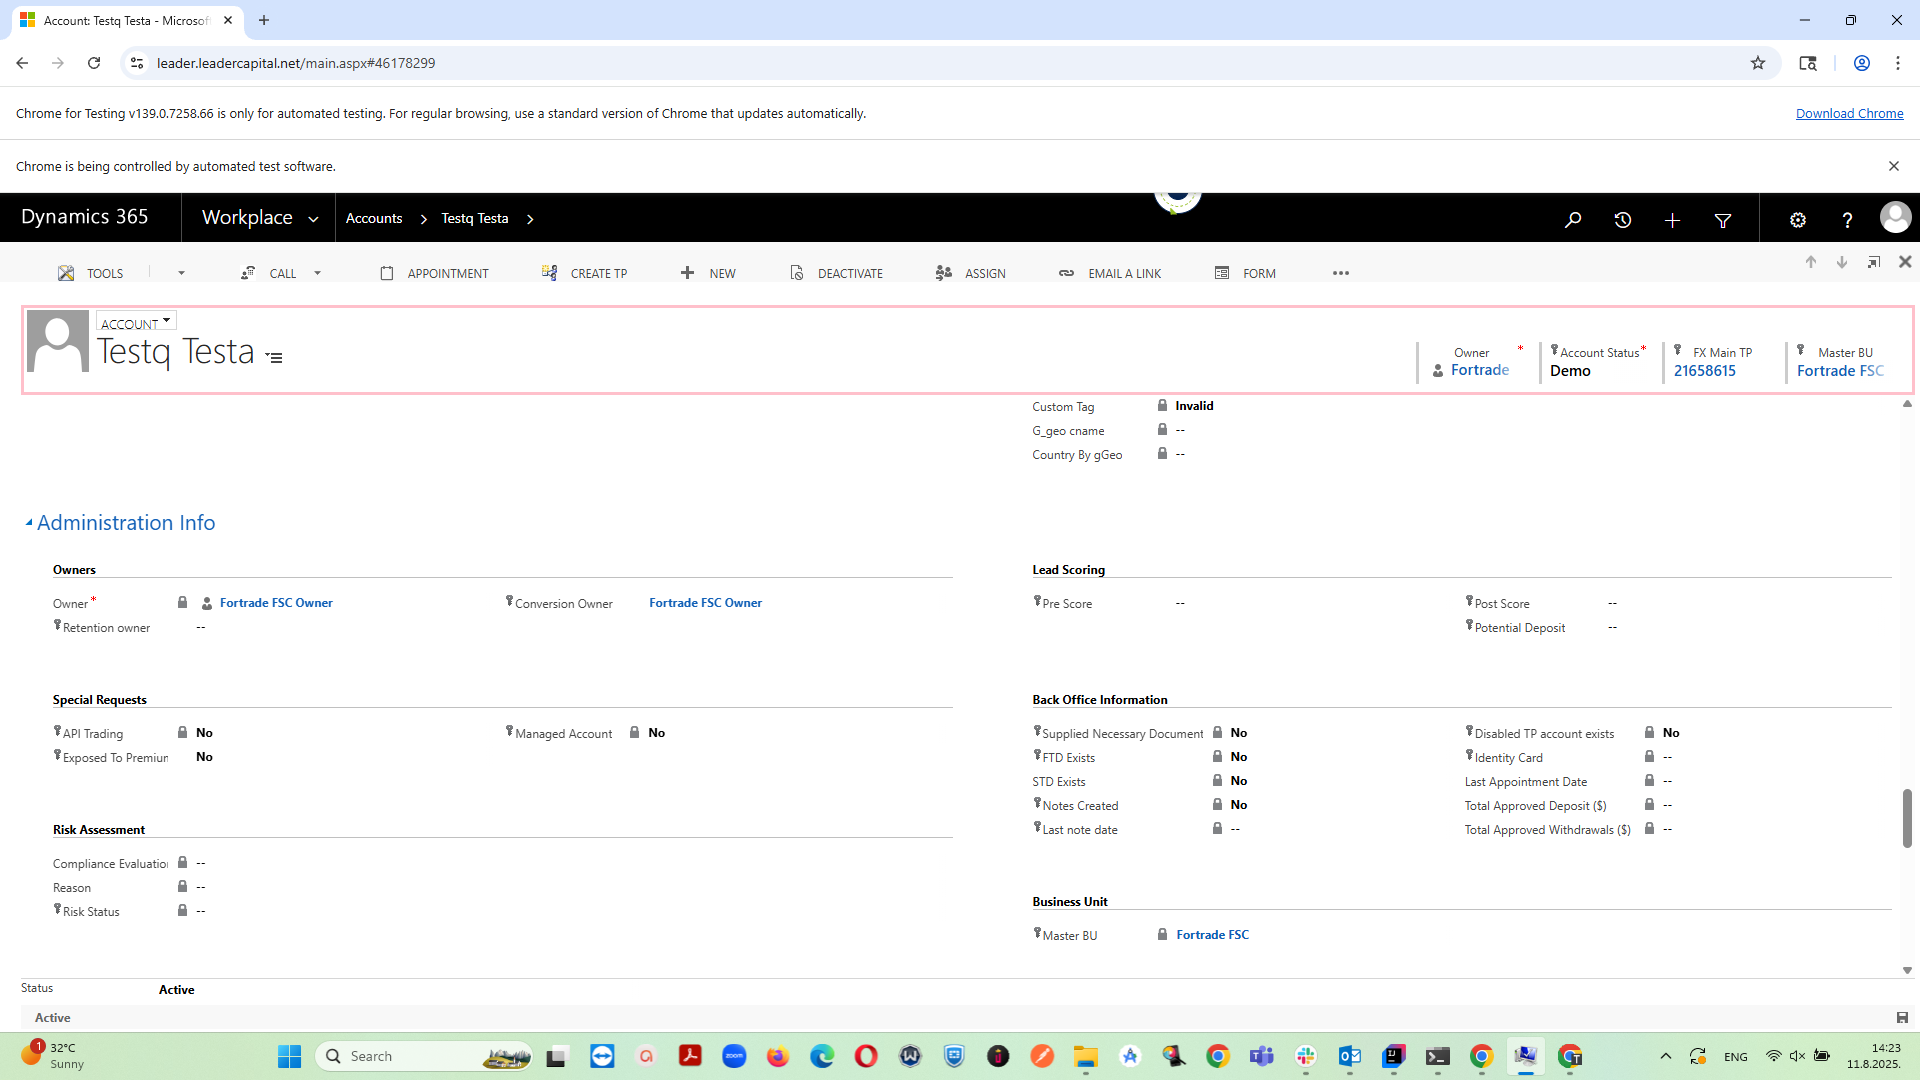 Account: Testq Testa - Microsof
leader.leadercapital.net/main.aspx#46178299
Chrome for Testing v139.0.7258.66 is only for automated testing. For regular browsing, use a standard version of Chrome that updates automatically.
Download Chrome
Chrome is being controlled by automated test software.
Dynamics 365
Workplace
Accounts
Testq Testa
TOOLS
CALL
APPOINTMENT
CREATE TP
NEW
DEACTIVATE
ASSIGN
EMAIL A LINK
FORM
•••
ACCOUNT
Testq Testa
Owner *
Fortrade
Account Status *
Demo
FX Main TP
21658615
Master BU
Fortrade FSC
Custom Tag Invalid
G_geo cname --
Country By gGeo --
Administration Info
Owners
Owner * Fortrade FSC Owner
Conversion Owner Fortrade FSC Owner
Retention owner --
Lead Scoring
Pre Score --
Post Score --
Potential Deposit --
Special Requests
API Trading No
Managed Account No
Exposed To Premiun No
Back Office Information
Supplied Necessary Document No
Disabled TP account exists No
FTD Exists No
Identity Card --
STD Exists No
Last Appointment Date --
Notes Created No
Total Approved Deposit ($) --
Last note date --
Total Approved Withdrawals ($) --
Risk Assessment
Compliance Evaluatio --
Reason --
Risk Status --
Business Unit
Master BU Fortrade FSC
Status Active
Active
1
32°C
Sunny
Search
zoom
ENG
14:23
11.8.2025.